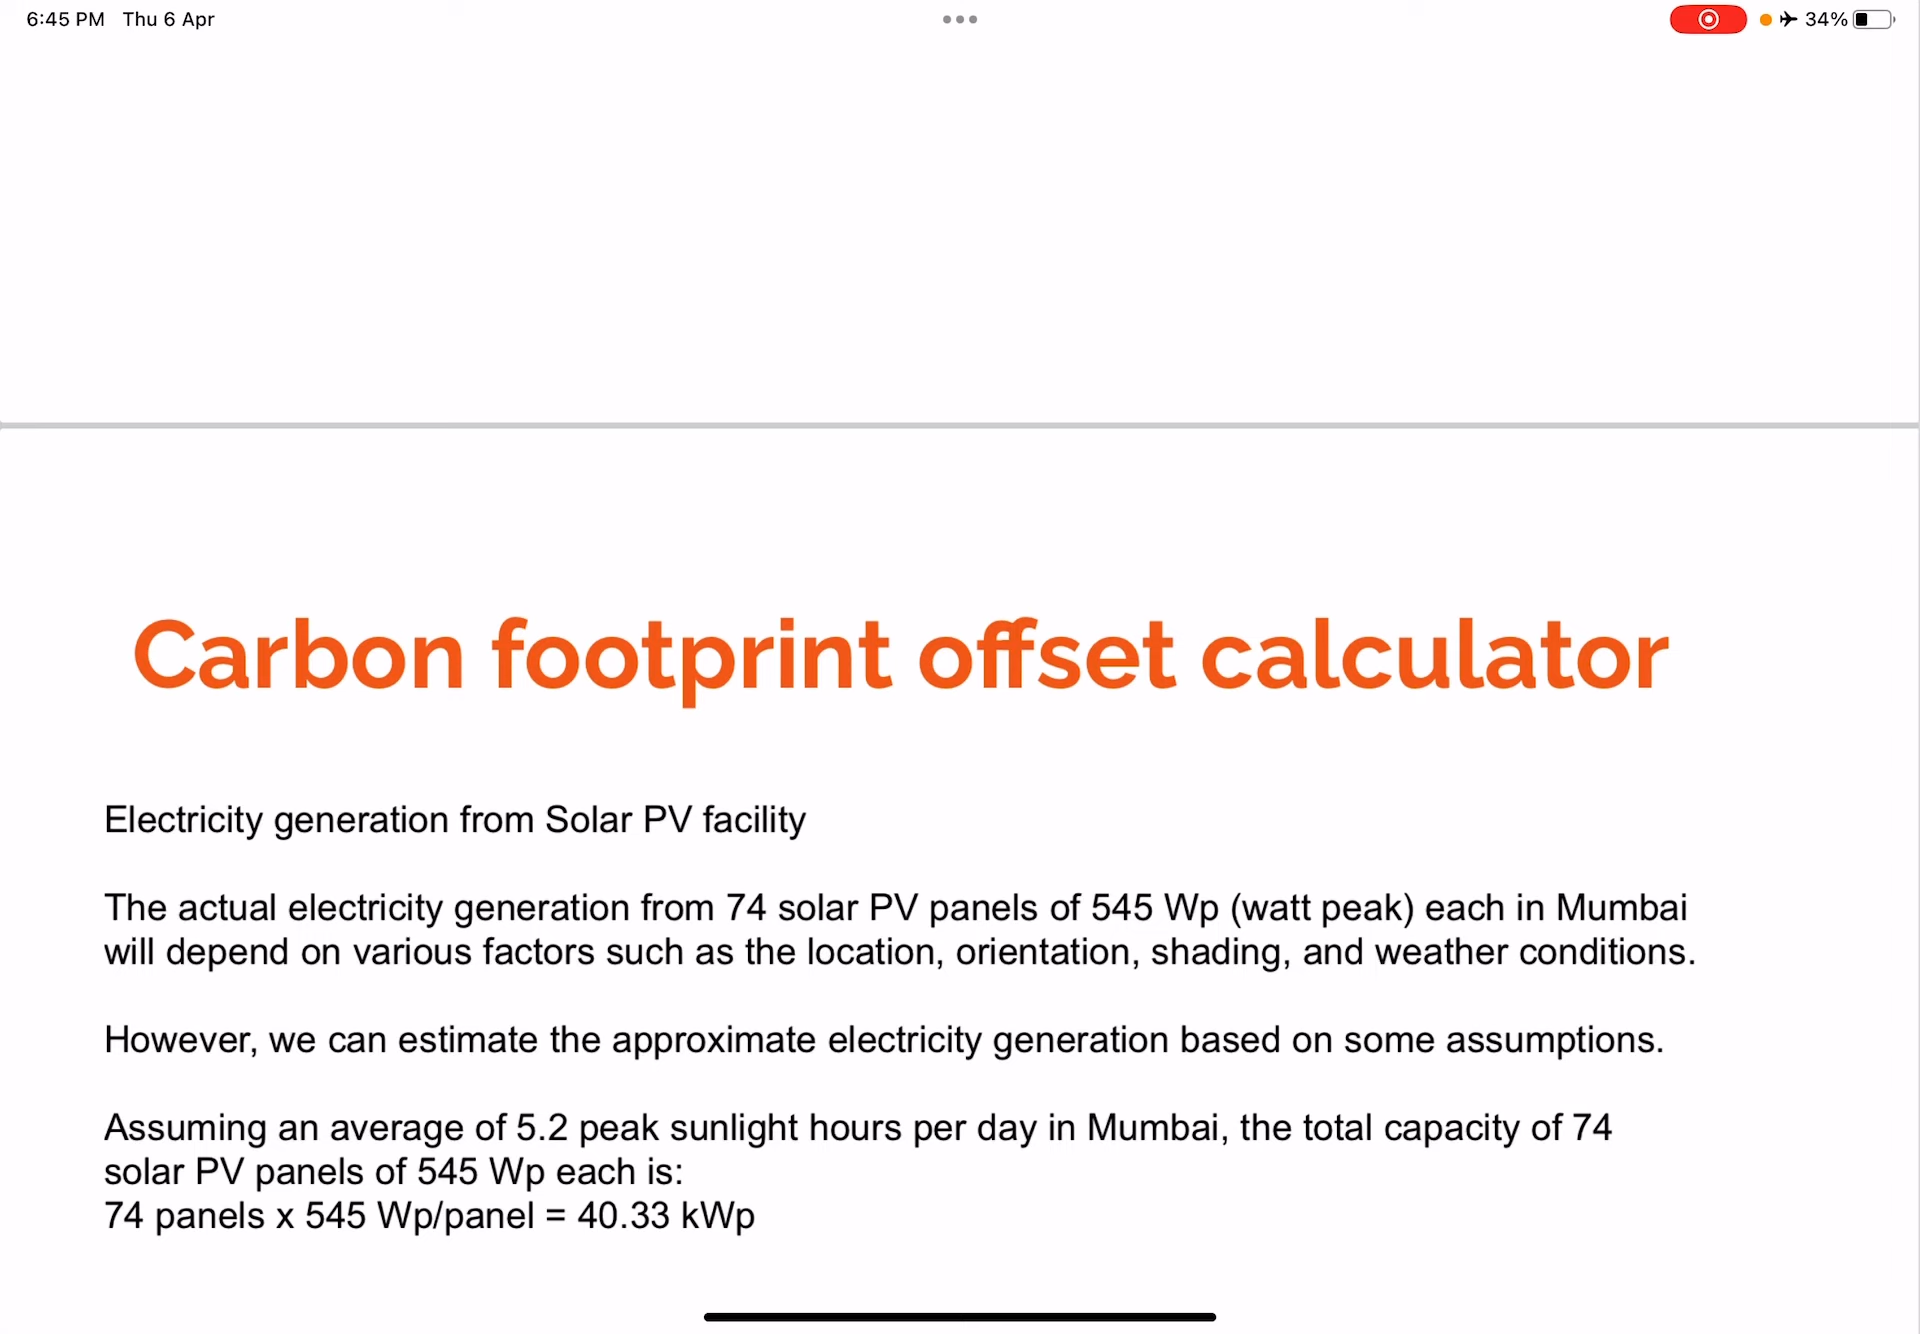 6:45 PM Thu 6 Apr
34%
Carbon footprint offset calculator
Electricity generation from Solar PV facility
The actual electricity generation from 74 solar PV panels of 545 Wp (watt peak) each in Mumbai
will depend on various factors such as the location, orientation, shading, and weather conditions.
However, we can estimate the approximate electricity generation based on some assumptions.
Assuming an average of 5.2 peak sunlight hours per day in Mumbai, the total capacity of 74
solar PV panels of 545 Wp each is:
74 panels x 545 Wp/panel = 40.33 kWp